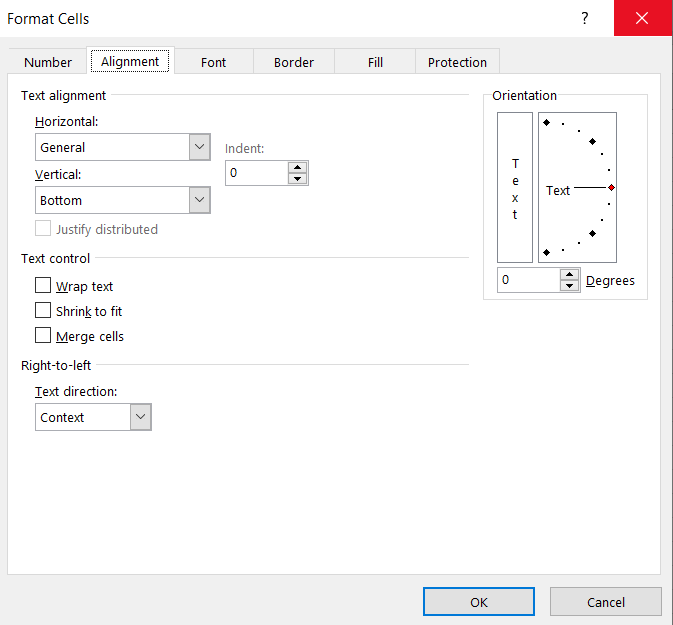 Format Cells ?
Number Alignment Font Border Fill Protection
Text alignment
Horizontal:
General
Indent:
0
Vertical:
Bottom
Justify distributed
Text control
Wrap text
Shrink to fit
Merge cells
Right-to-left
Text direction:
Context
Orientation
Text
Text
0 Degrees
OK Cancel